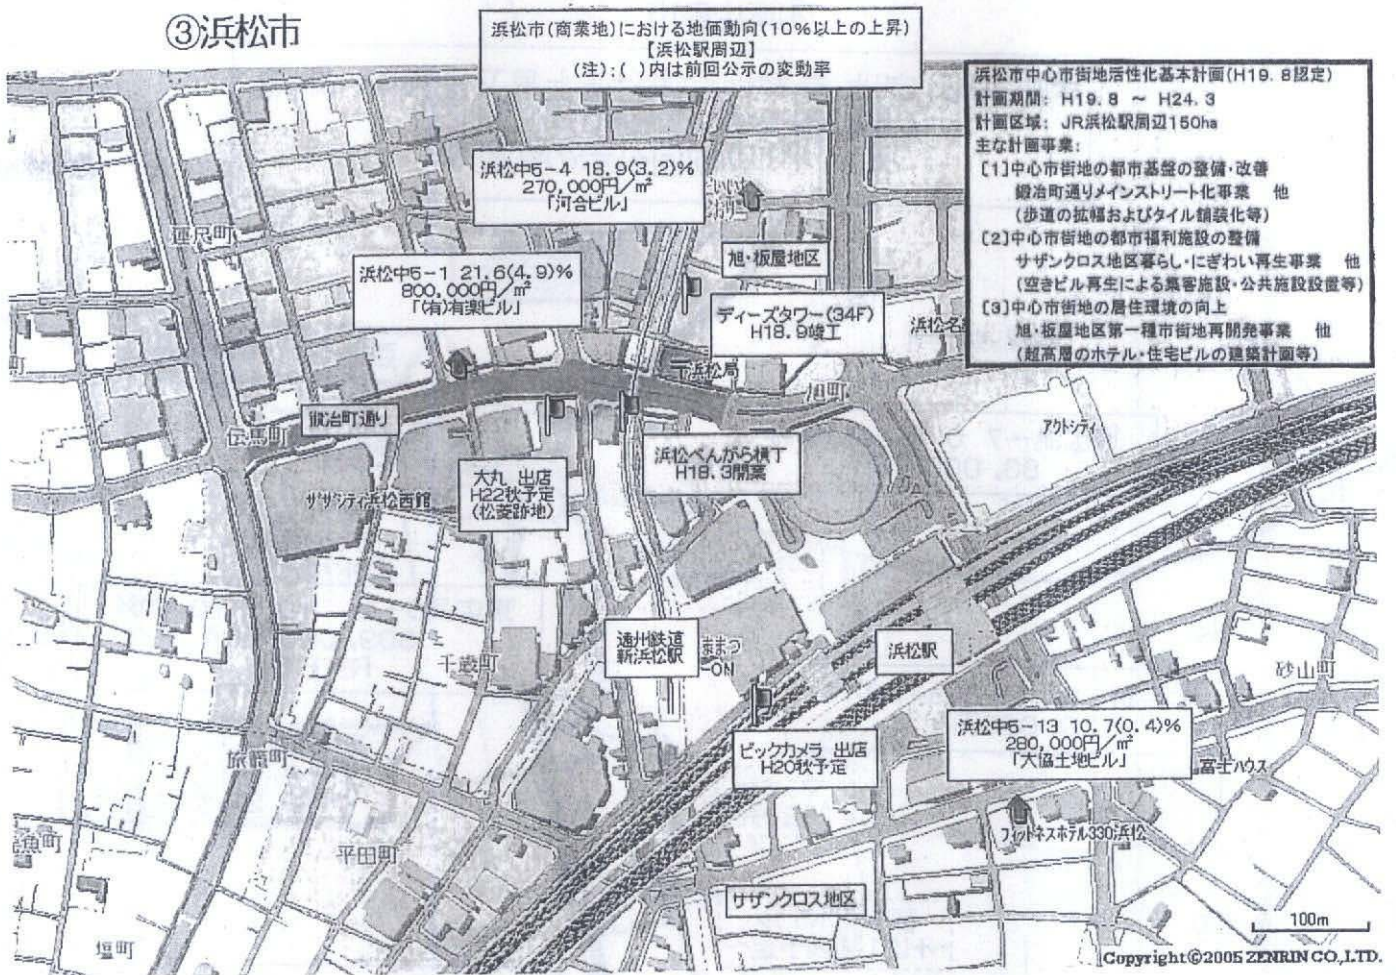 ③浜松市
浜松市(商業地)における地価動向(10%以上の上昇)
【浜松駅周辺】
(注):( )内は前回公示の変動率
浜松市中心市街地活性化基本計画(H19.8認定)
計画期間: H19.8 ~ H24.3
計画区域: JR浜松駅周辺150ha
主な計画事業:
[1]中心市街地の都市基盤の整備・改善
鍛冶町通りメインストリート化事業 他
(歩道の拡幅およびタイル舗装化等)
[2]中心市街地の都市福利施設の整備
サザンクロス地区暮らし・にぎわい再生事業 他
(空きビル再生による集客施設・公共施設設置等)
[3]中心市街地の居住環境の向上
旭・板屋地区第一種市街地再開発事業 他
(超高層のホテル・住宅ビルの建築計画等)
浜松中5-4 18.9(3.2)%
270,000円/㎡
「河合ビル」
連尺町
旭・板屋地区
浜松中5-1 21.6(4.9)%
800,000円/㎡
「(有)有楽ビル」
ディーズタワー(34F)
H18.9竣工
浜松名
浜松局
旭町
鍛冶町通り
伝馬町
アクトシティ
浜松べんがら横丁
H18.3開業
大丸 出店
H22秋予定
(松菱跡地)
ザザシティ浜松西館
遠州鉄道
新浜松駅
まつ
ON
浜松駅
千歳町
砂山町
浜松中5-13 10.7(0.4)%
280,000円/㎡
「大協土地ビル」
ビックカメラ 出店
H20秋予定
旅籠町
富士ハウス
フィットネスホテル330浜松
平田町
サザンクロス地区
塩町
100m
Copyright©2005 ZENRIN CO.,LTD.